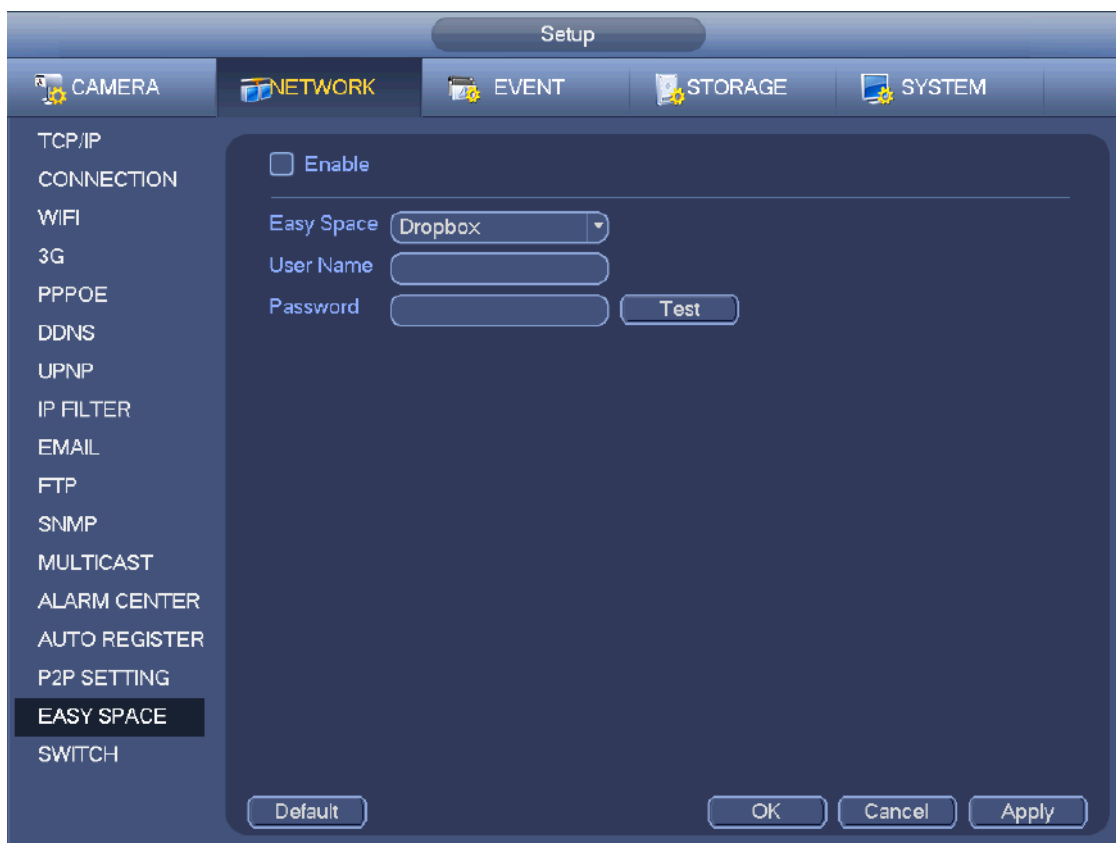 Setup
CAMERA NETWORK EVENT STORAGE SYSTEM
TCP/IP
CONNECTION
WIFI
3G
PPPOE
DDNS
UPNP
IP FILTER
EMAIL
FTP
SNMP
MULTICAST
ALARM CENTER
AUTO REGISTER
P2P SETTING
EASY SPACE
SWITCH
Enable
Easy Space Dropbox
User Name
Password Test
Default OK Cancel Apply